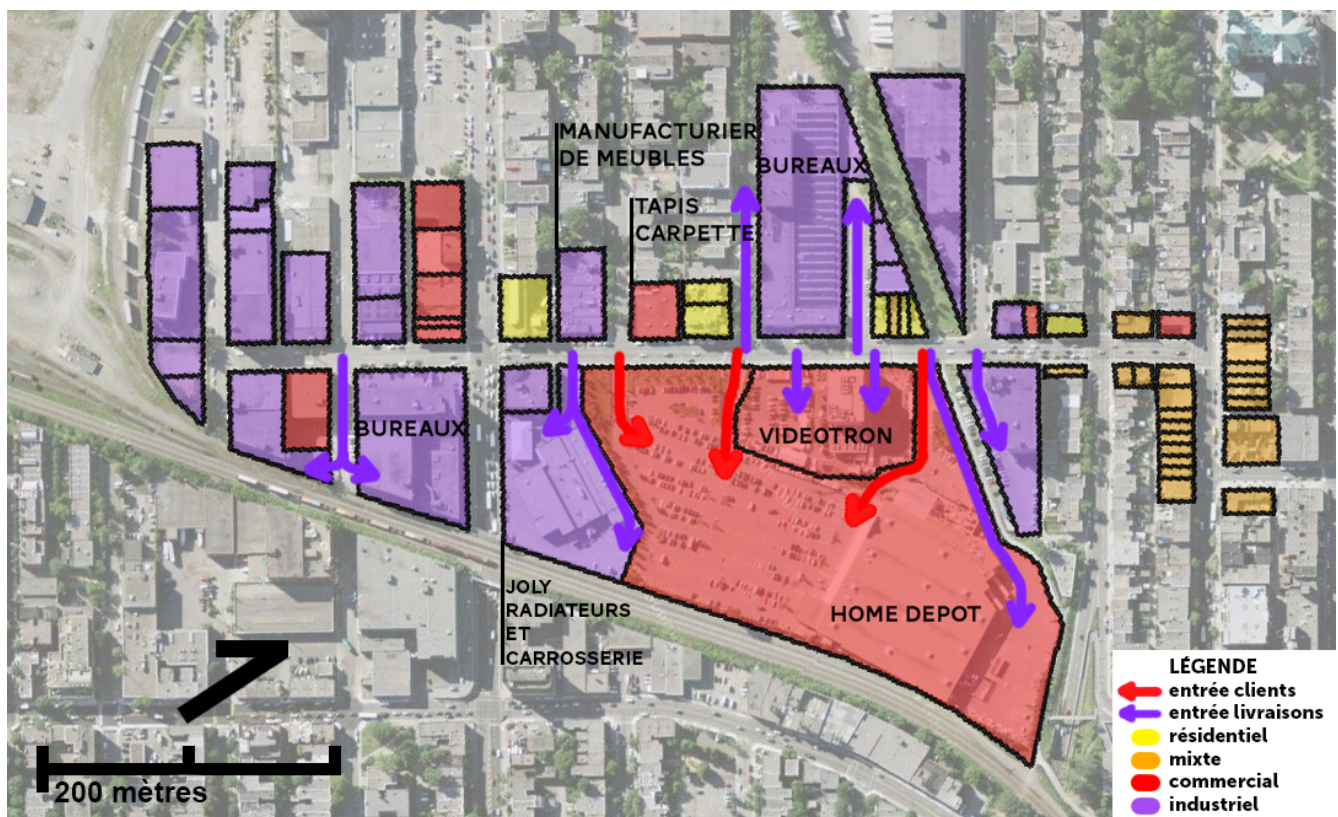 MANUFACTURIER
DE MEUBLES
BUREAUX
TAPIS
CARPETTE
BUREAUX
VIDEOTRON
JOLY
RADIATEURS
ET
CARROSSERIE
HOME DEPOT
200 mètres
LÉGENDE
entrée clients
entrée livraisons
résidentiel
mixte
commercial
industriel